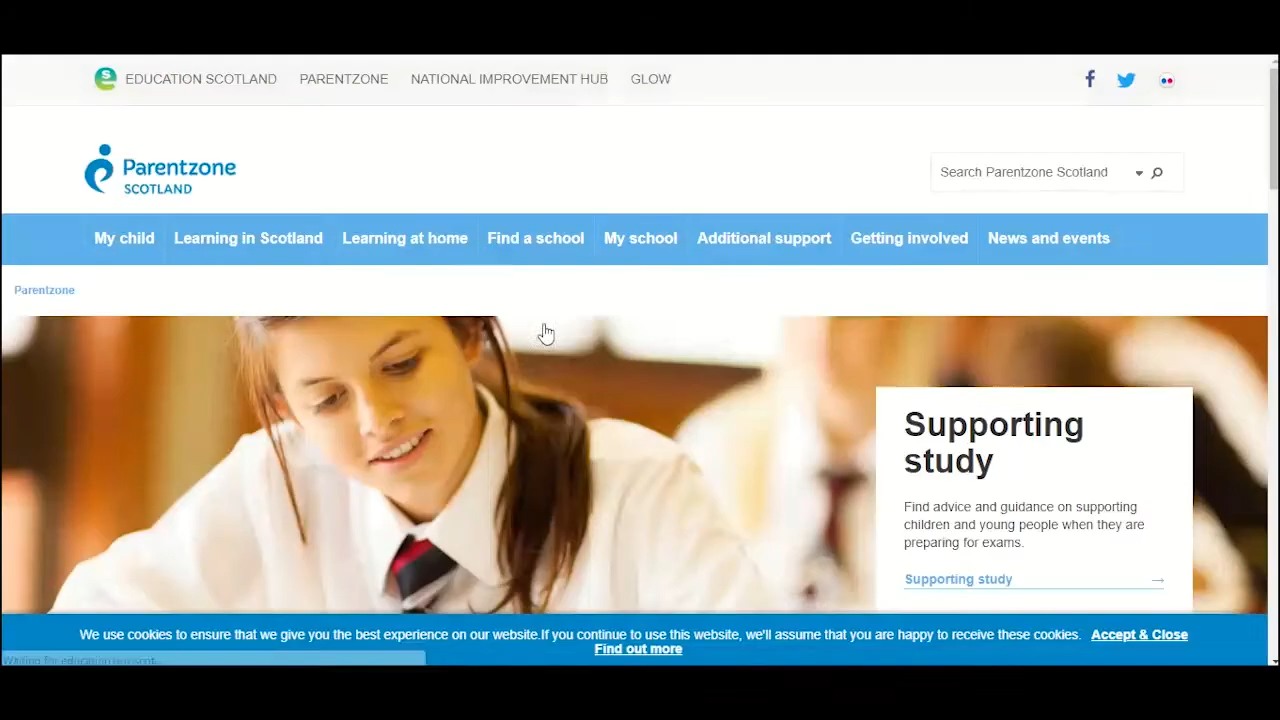 EDUCATION SCOTLAND PARENTZONE NATIONAL IMPROVEMENT HUB GLOW
Parentzone
SCOTLAND
Search Parentzone Scotland
My child Learning in Scotland Learning at home Find a school My school Additional support Getting involved News and events
Parentzone
Supporting
study
Find advice and guidance on supporting
children and young people when they are
preparing for exams.
Supporting study →
We use cookies to ensure that we give you the best experience on our website.If you continue to use this website, we'll assume that you are happy to receive these cookies. Accept & Close
Find out more